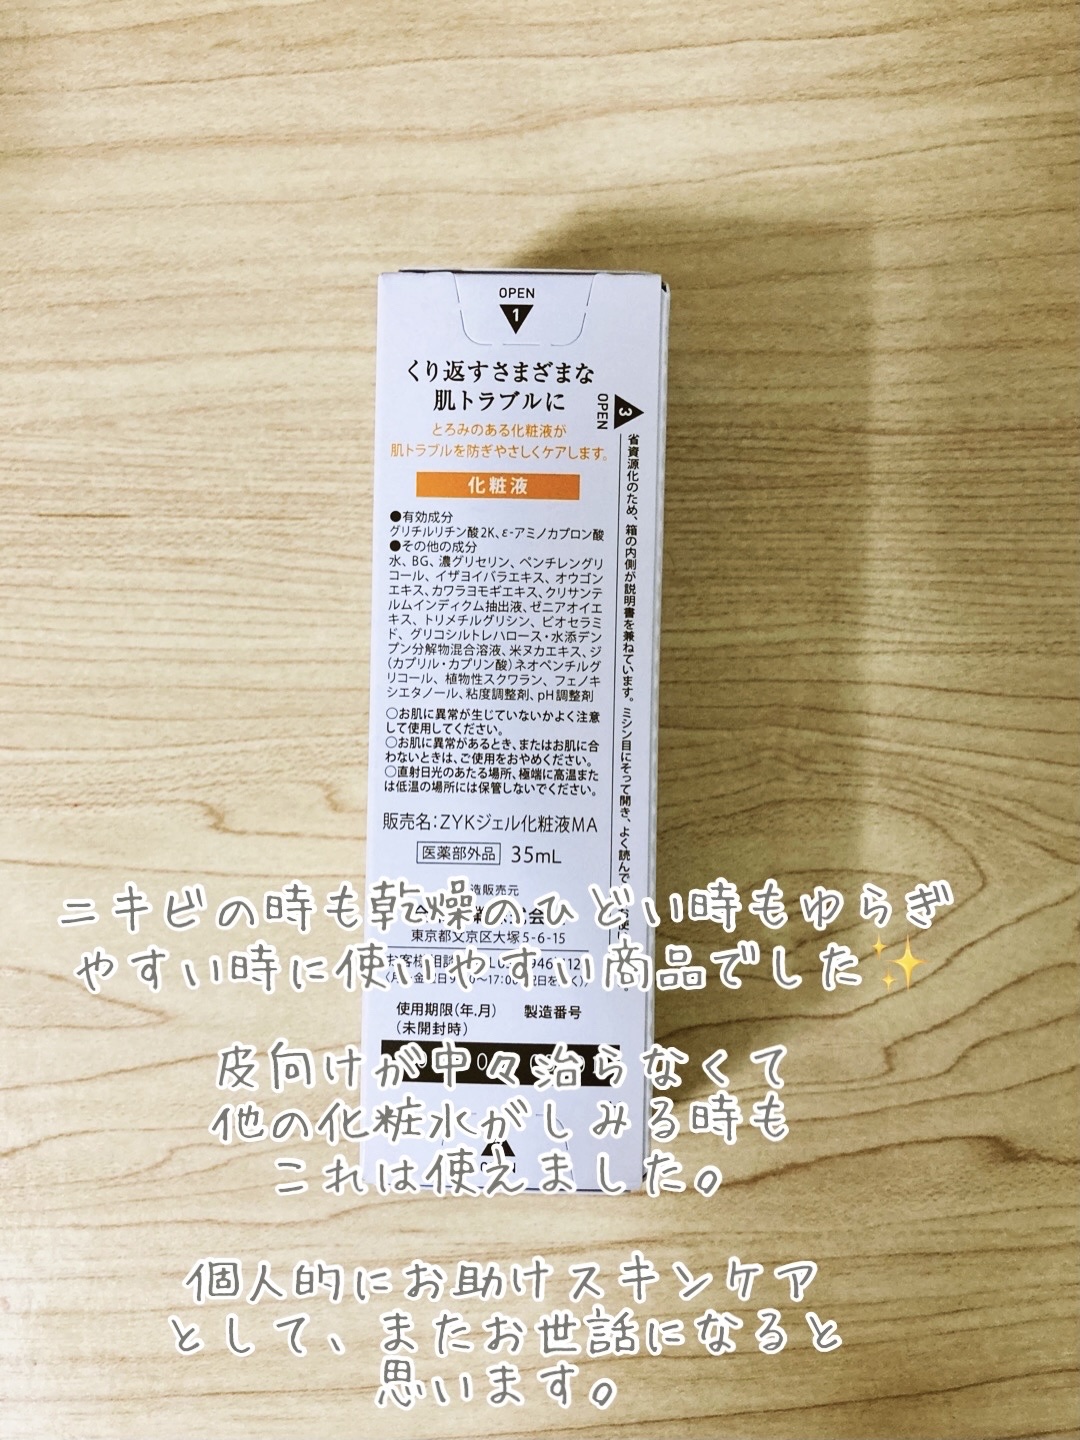 OPEN
1
くり返すさまざまな
肌トラブルに
とろみのある化粧液が
肌トラブルを防ぎやさしくケアします。
化粧液
●有効成分
グリチルリチン酸2K、ε-アミノカプロン酸
●その他の成分
水、BG、濃グリセリン、ペンチレングリ
コール、イザヨイバラエキス、オウゴン
エキス、カワラヨモギエキス、クリサンテ
ルムインディクム抽出液、ゼニアオイエ
キス、トリメチルグリシン、ビオセラミ
ド、グリコシルトレハロース・水添デン
プン分解物混合溶液、米ヌカエキス、ジ
(カプリル・カプリン酸)ネオペンチルグ
リコール、植物性スクワラン、フェノキ
シエタノール、粘度調整剤、pH調整剤
○お肌に異常が生じていないかよく注意
して使用してください。
○お肌に異常があるとき、またはお肌に合
わないときは、ご使用をおやめください。
○直射日光のあたる場所、極端に高温また
は低温の場所には保管しないでください。
販売名:ZYKジェル化粧液MA
医薬部外品 35mL
造販売元
東京都文京区大塚5-6-15
使用期限(年.月) 製造番号
(未開封時)
OPEN
3
省資源化のため、箱の内側が説明書を兼ねています。ミシン目にそって開き、よく読んで
ニキビの時も乾燥のひどい時もゆらぎ
やすい時に使いやすい商品でした✨
皮向けが中々治らなくて
他の化粧水がしみる時も
これは使えました。
個人的にお助けスキンケア
として、またお世話になると
思います。